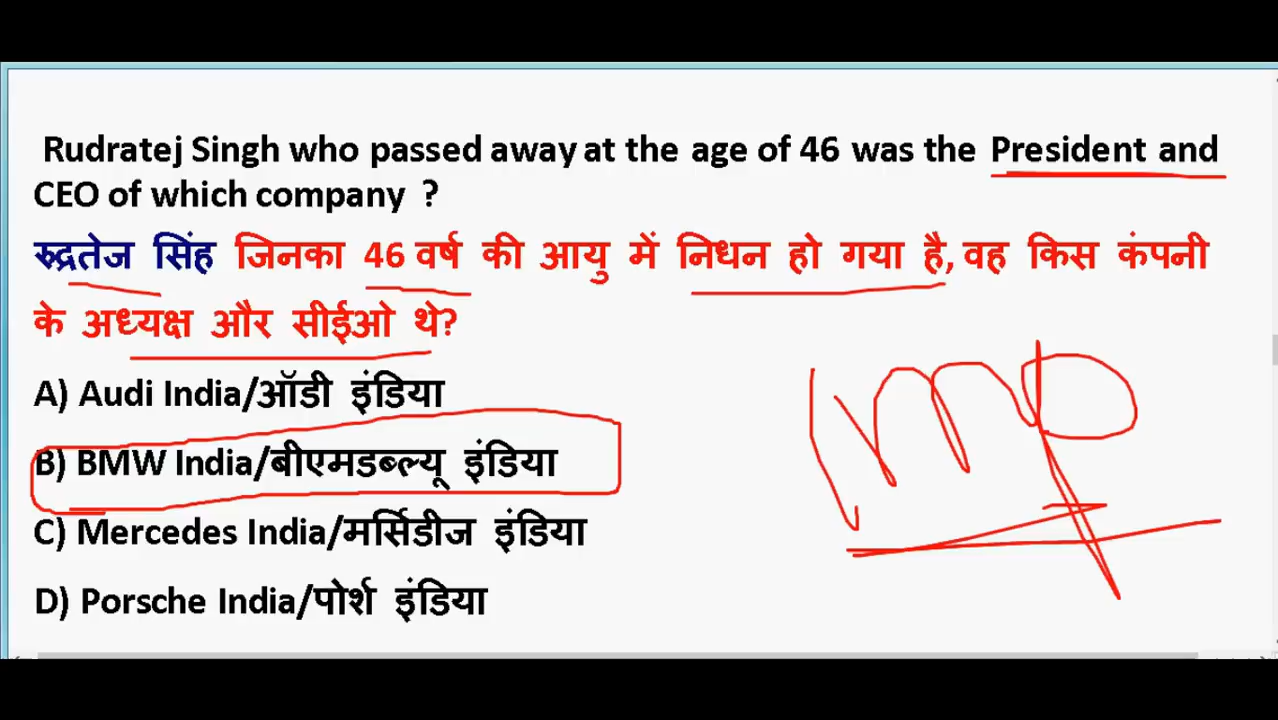 Rudratej Singh who passed away at the age of 46 was the President and
CEO of which company ?
रुद्रतेज सिंह जिनका 46 वर्ष की आयु में निधन हो गया है, वह किस कंपनी
के अध्यक्ष और सीईओ थे?
A) Audi India/ऑडी इंडिया
B) BMW India/बीएमडब्ल्यू इंडिया
C) Mercedes India/मर्सिडीज इंडिया
D) Porsche India/पोर्श इंडिया
Imp